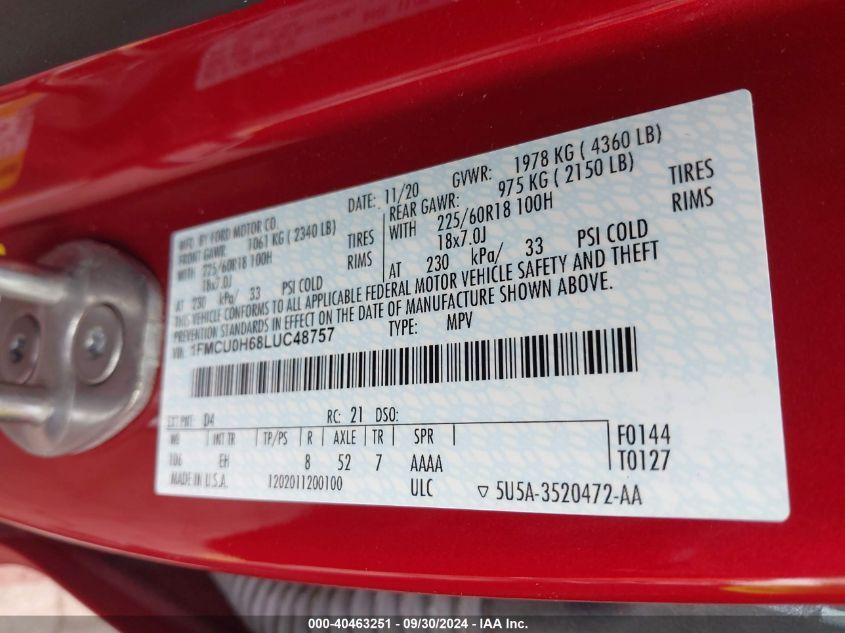 MFD. BY FORD MOTOR CO. DATE: 11/20 GVWR: 1978 KG ( 4360 LB)
FRONT GAWR: 1061 KG ( 2340 LB) REAR GAWR: 975 KG ( 2150 LB)
WITH 225/60R18 100H TIRES WITH 225/60R18 100H TIRES
18x7.0J RIMS 18x7.0J RIMS
AT 230 kPa/ 33 PSI COLD AT 230 kPa/ 33 PSI COLD
THIS VEHICLE CONFORMS TO ALL APPLICABLE FEDERAL MOTOR VEHICLE SAFETY AND THEFT
PREVENTION STANDARDS IN EFFECT ON THE DATE OF MANUFACTURE SHOWN ABOVE.
VIN: 1FMCU0H68LUC48757 TYPE: MPV
EXT PNT: D4 RC: 21 DSO:
WB INT TR TP/PS R AXLE TR SPR F0144
106 EH 8 52 7 AAAA T0127
MADE IN U.S.A. 1202011200100 ULC ▽ 5U5A-3520472-AA
000-40463251 - 09/30/2024 - IAA Inc.